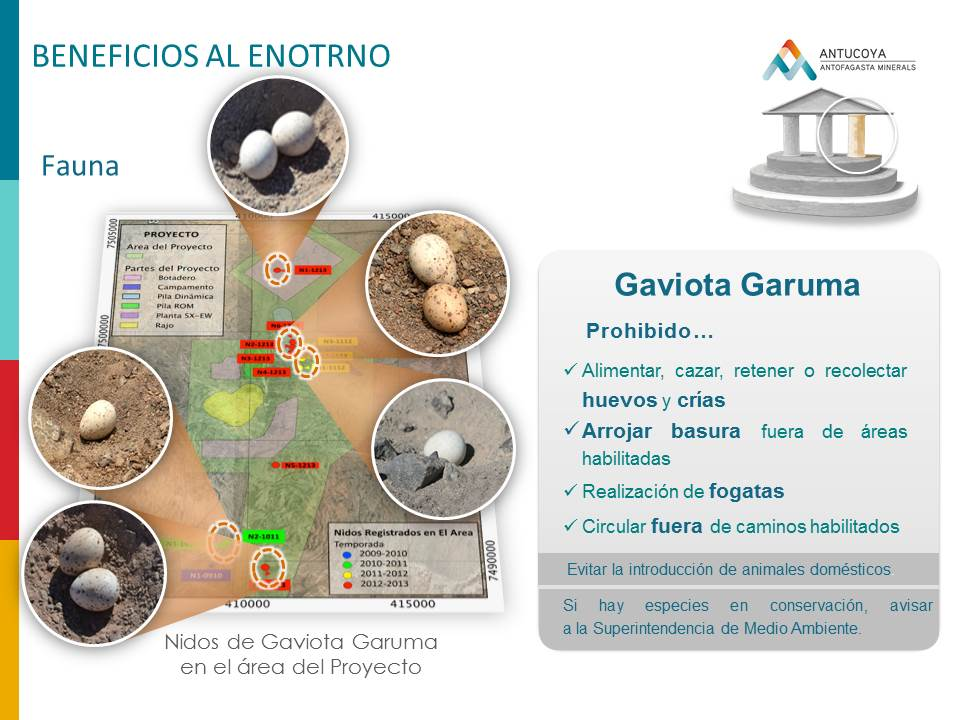 BENEFICIOS AL ENOTRNO
ANTUCOYA
ANTOFAGASTA MINERALS
Fauna
410000
415000
7505000
PROYECTO
Area del Proyecto
Partes del Proyecto
Botadero
Campamento
Pila Dinámica
Pila ROM
Planta SX-EW
Rajo
7500000
N1-1213
N2-1213
N3-1213
N4-1213
N5-1213
N2-1011
N1-0910
Nidos Registrados en El Area
Temporada
2009-2010
2010-2011
2011-2012
2012-2013
7490000
410000
415000
Nidos de Gaviota Garuma
en el área del Proyecto
Gaviota Garuma
Prohibido...
✓ Alimentar, cazar, retener o recolectar
huevos y crías
✓ Arrojar basura fuera de áreas
habilitadas
✓ Realización de fogatas
✓ Circular fuera de caminos habilitados
Evitar la introducción de animales domésticos
Si hay especies en conservación, avisar
a la Superintendencia de Medio Ambiente.